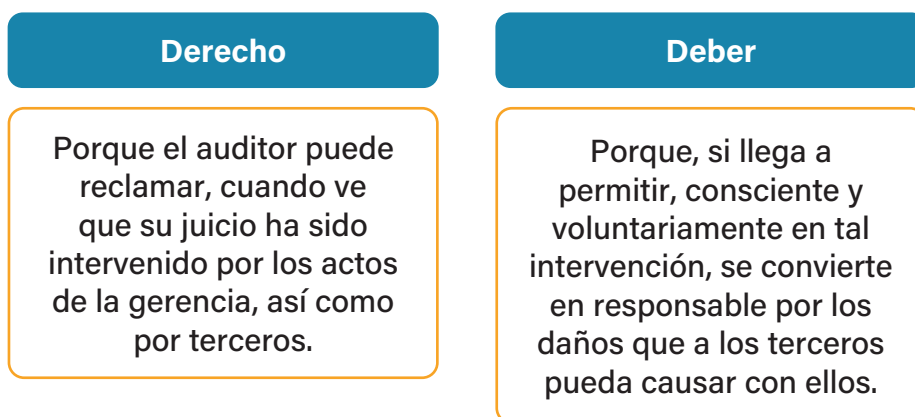 Derecho
Porque el auditor puede
reclamar, cuando ve
que su juicio ha sido
intervenido por los actos
de la gerencia, así como
por terceros.
Deber
Porque, si llega a
permitir, consciente y
voluntariamente en tal
intervención, se convierte
en responsable por los
daños que a los terceros
pueda causar con ellos.